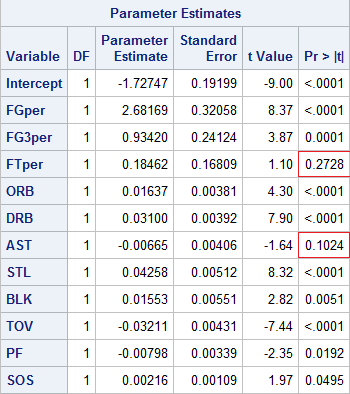 Parameter Estimates
Variable DF Parameter Estimate Standard Error t Value Pr > |t|
Intercept 1 -1.72747 0.19199 -9.00 <.0001
FGper 1 2.68169 0.32058 8.37 <.0001
FG3per 1 0.93420 0.24124 3.87 0.0001
FTper 1 0.18462 0.16809 1.10 0.2728
ORB 1 0.01637 0.00381 4.30 <.0001
DRB 1 0.03100 0.00392 7.90 <.0001
AST 1 -0.00665 0.00406 -1.64 0.1024
STL 1 0.04258 0.00512 8.32 <.0001
BLK 1 0.01553 0.00551 2.82 0.0051
TOV 1 -0.03211 0.00431 -7.44 <.0001
PF 1 -0.00798 0.00339 -2.35 0.0192
SOS 1 0.00216 0.00109 1.97 0.0495